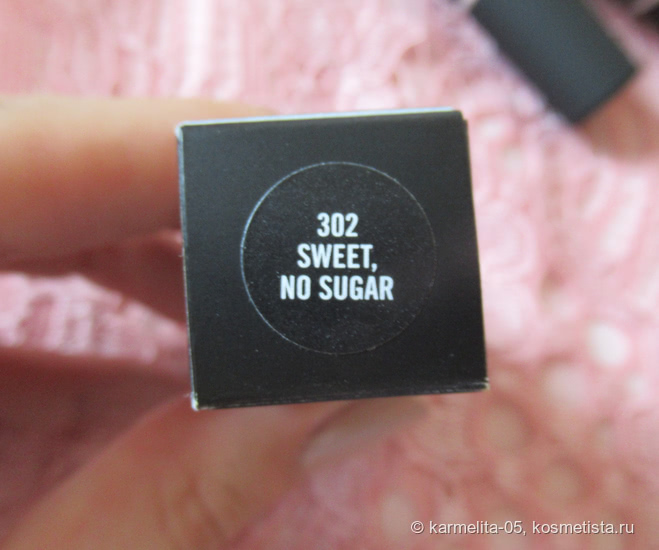 302
SWEET,
NO SUGAR
© karmelita-05, kosmetista.ru